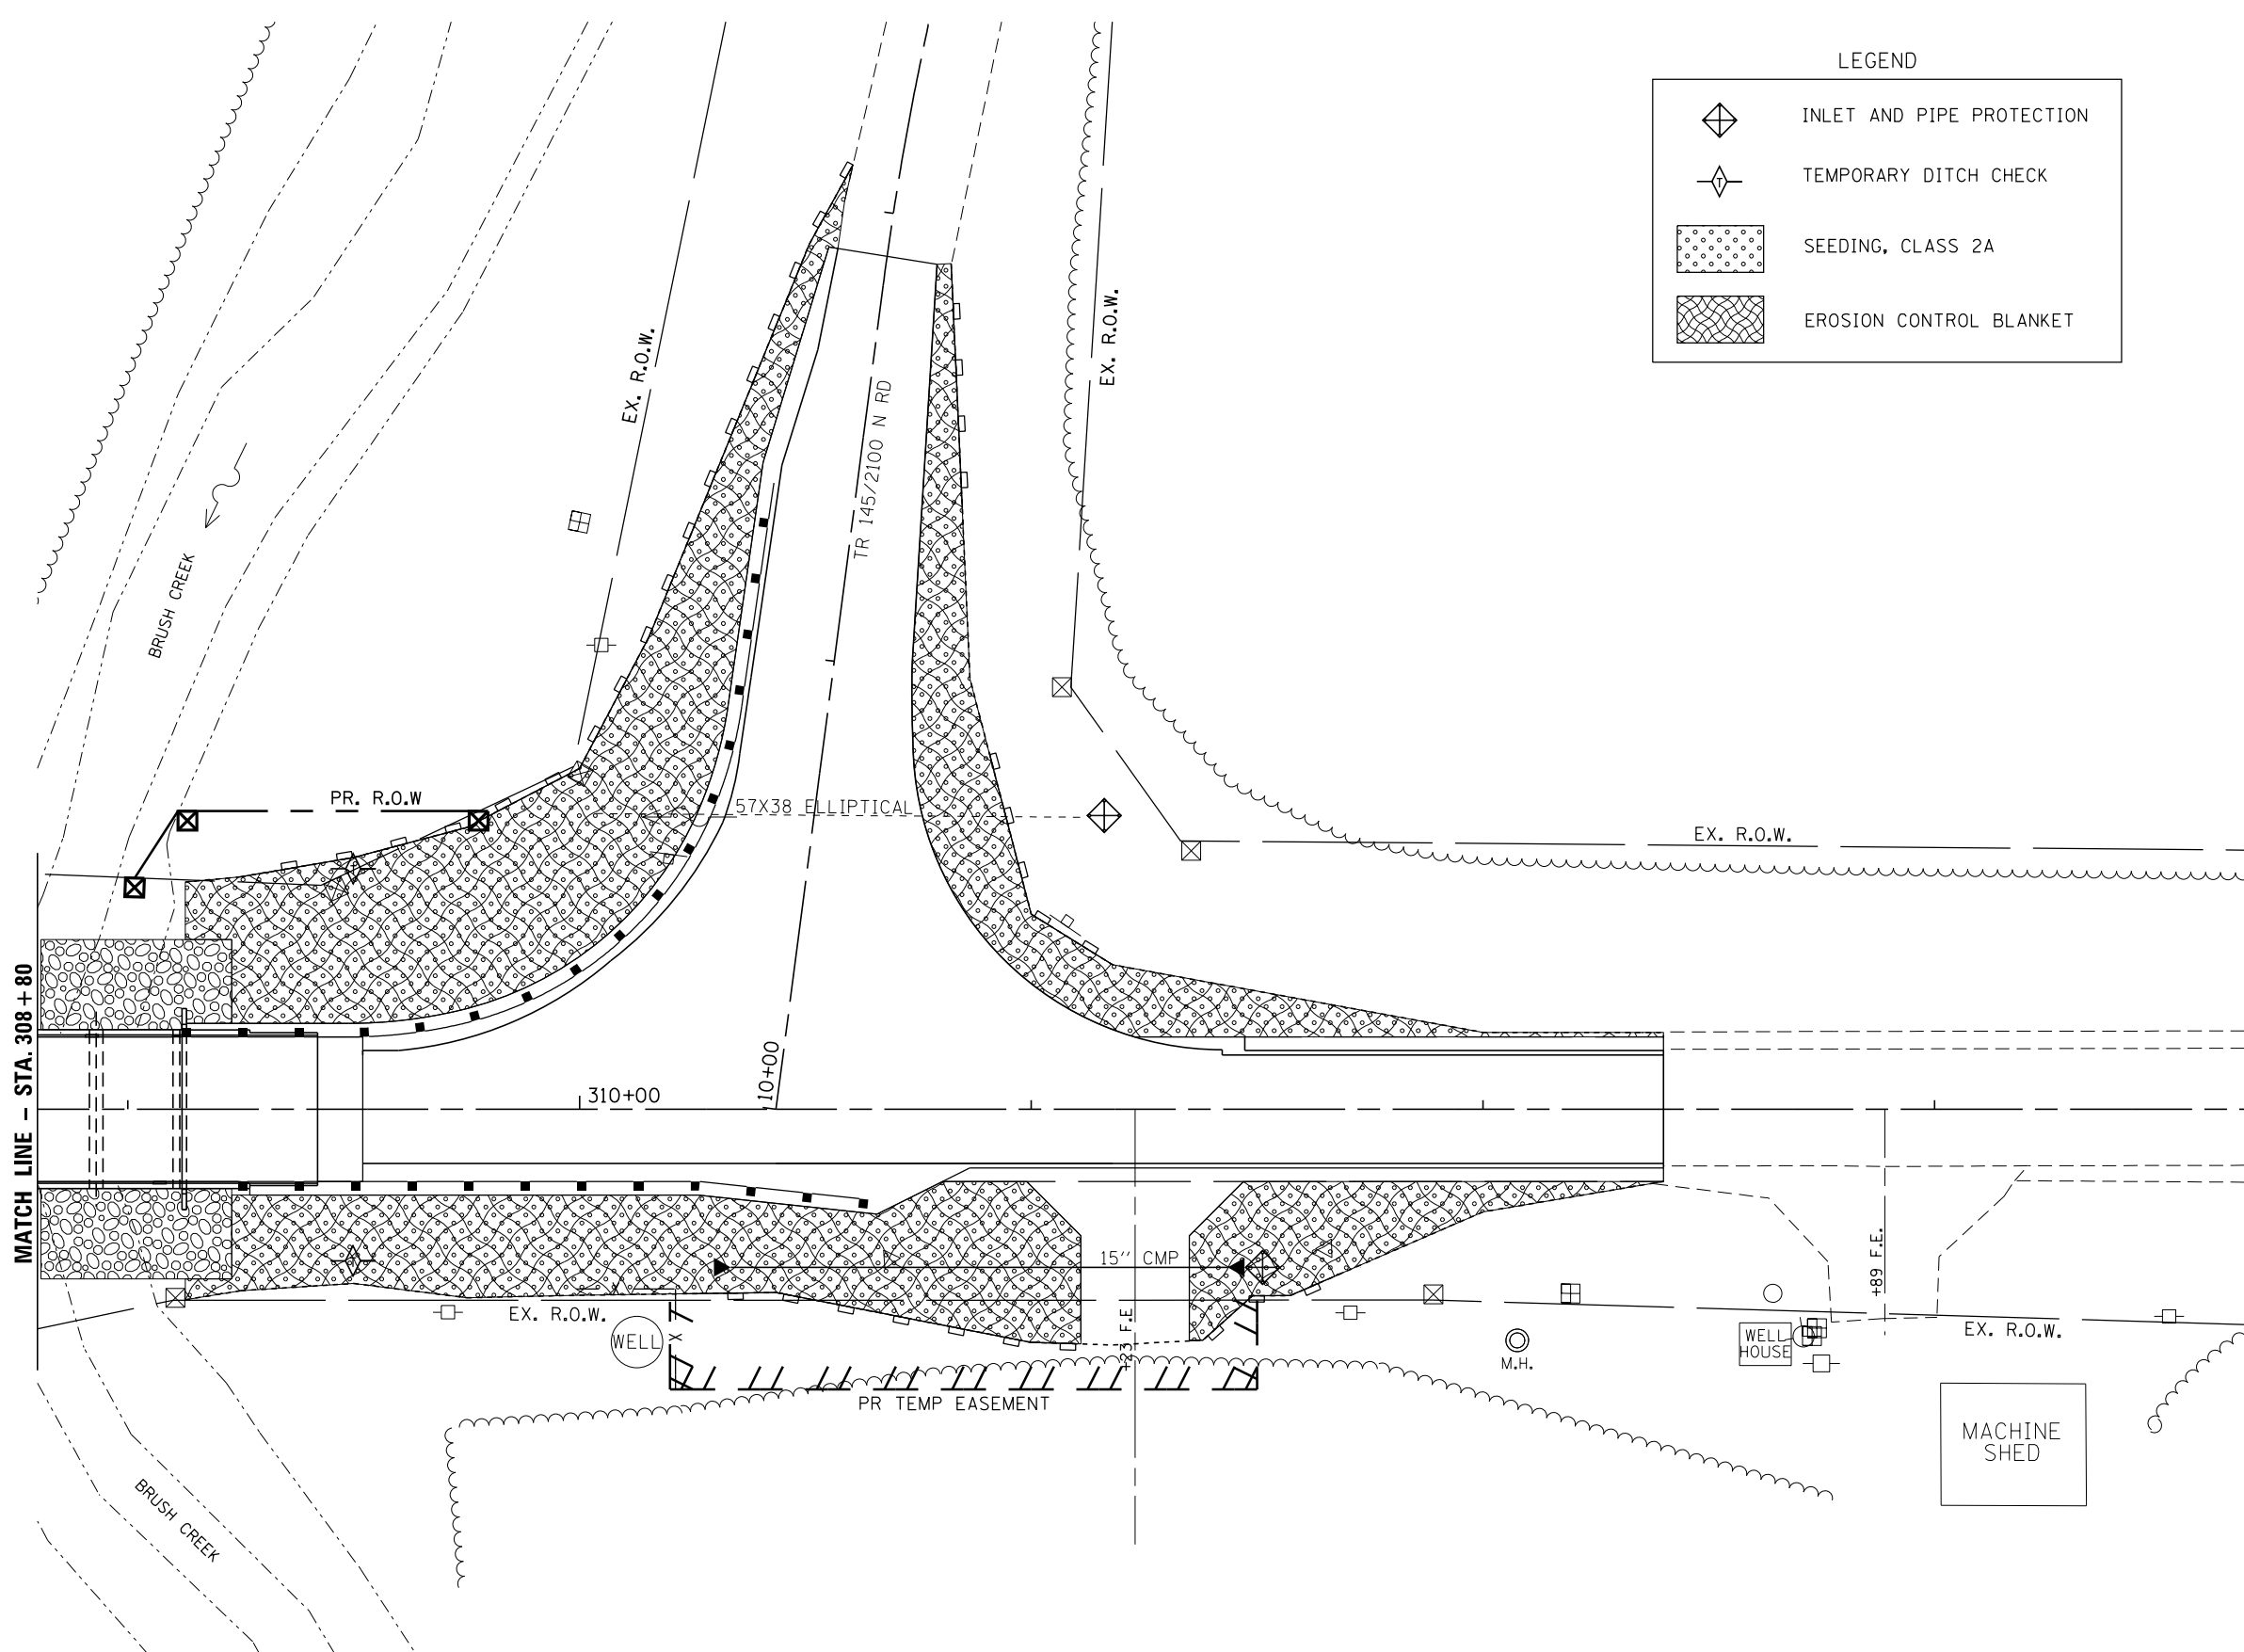 LEGEND
INLET AND PIPE PROTECTION
T
TEMPORARY DITCH CHECK
SEEDING, CLASS 2A
EROSION CONTROL BLANKET
EX. R.O.W.
EX. R.O.W.
TR 145/2100 N RD
BRUSH CREEK
PR. R.O.W
57X38 ELLIPTICAL
EX. R.O.W.
MATCH LINE - STA. 308+80
310+00
10+00
15'' CMP
+23 F.E.
+89 F.E.
EX. R.O.W.
WELL
X
M.H.
WELL
HOUSE
EX. R.O.W.
PR TEMP EASEMENT
MACHINE
SHED
BRUSH CREEK